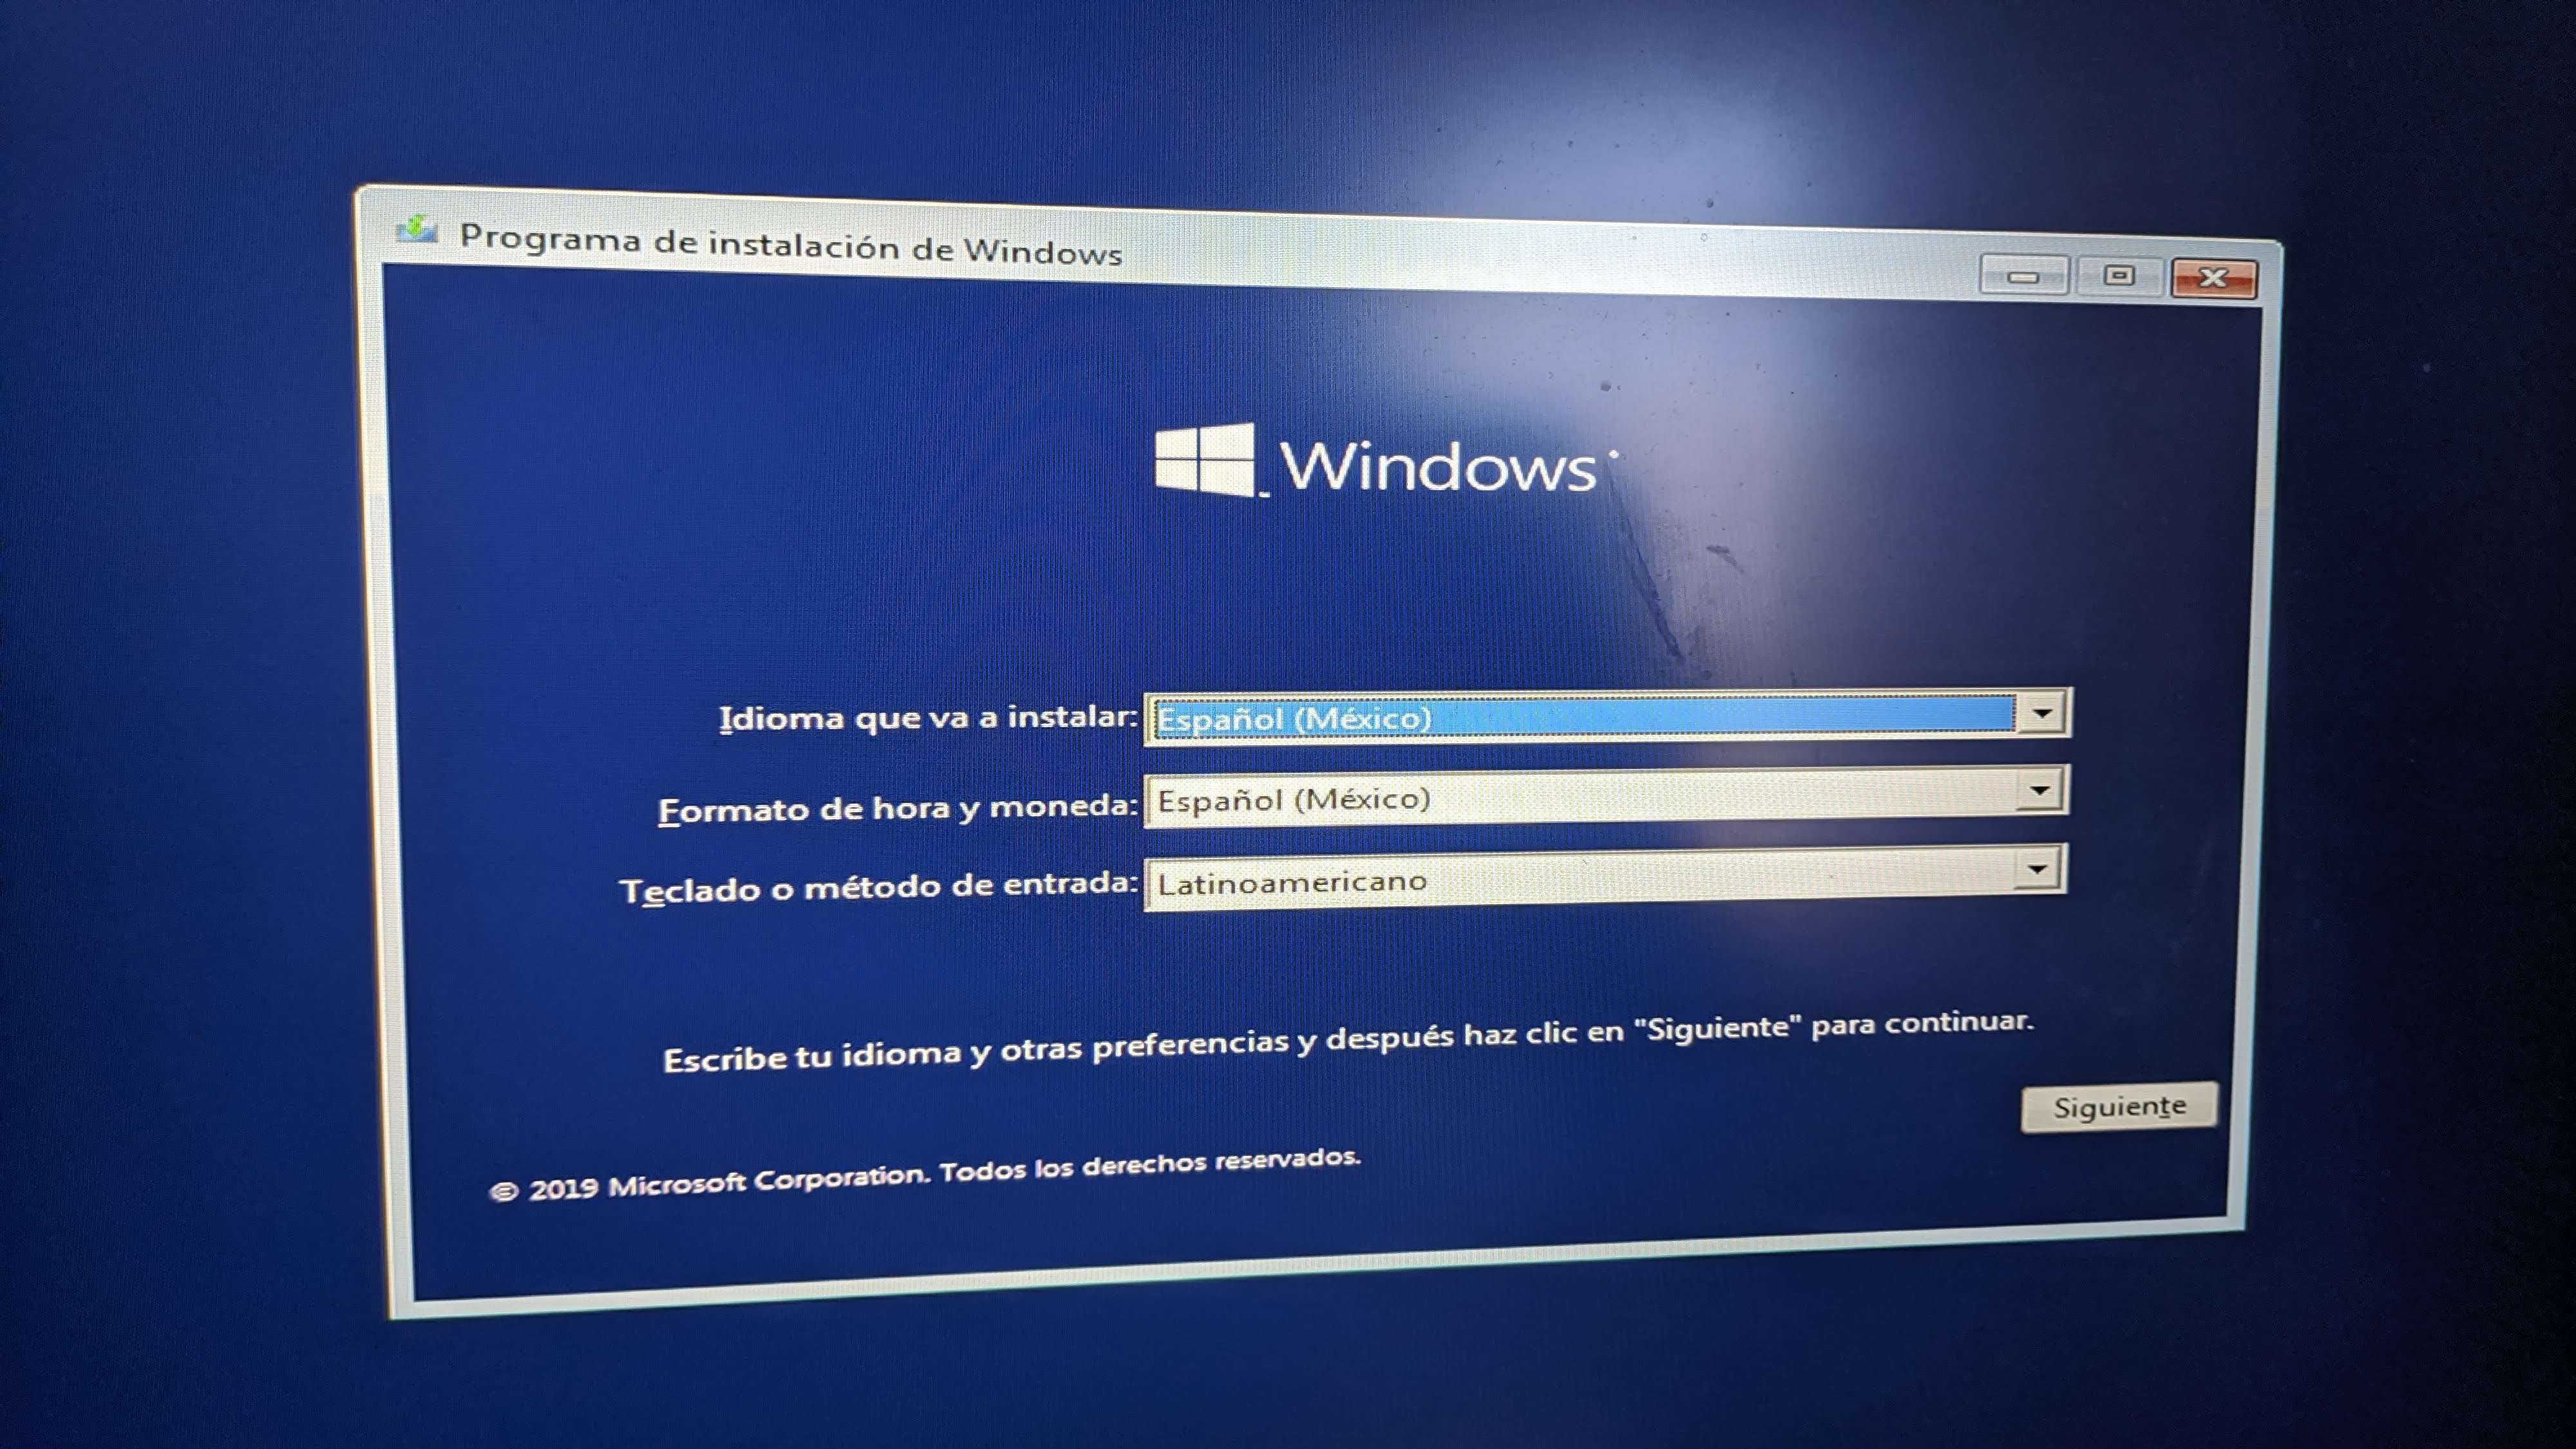 Programa de instalación de Windows
Windows
Idioma que va a instalar: Español (México)
Formato de hora y moneda: Español (México)
Teclado o método de entrada: Latinoamericano
Escribe tu idioma y otras preferencias y después haz clic en "Siguiente" para continuar.
Siguiente
© 2019 Microsoft Corporation. Todos los derechos reservados.